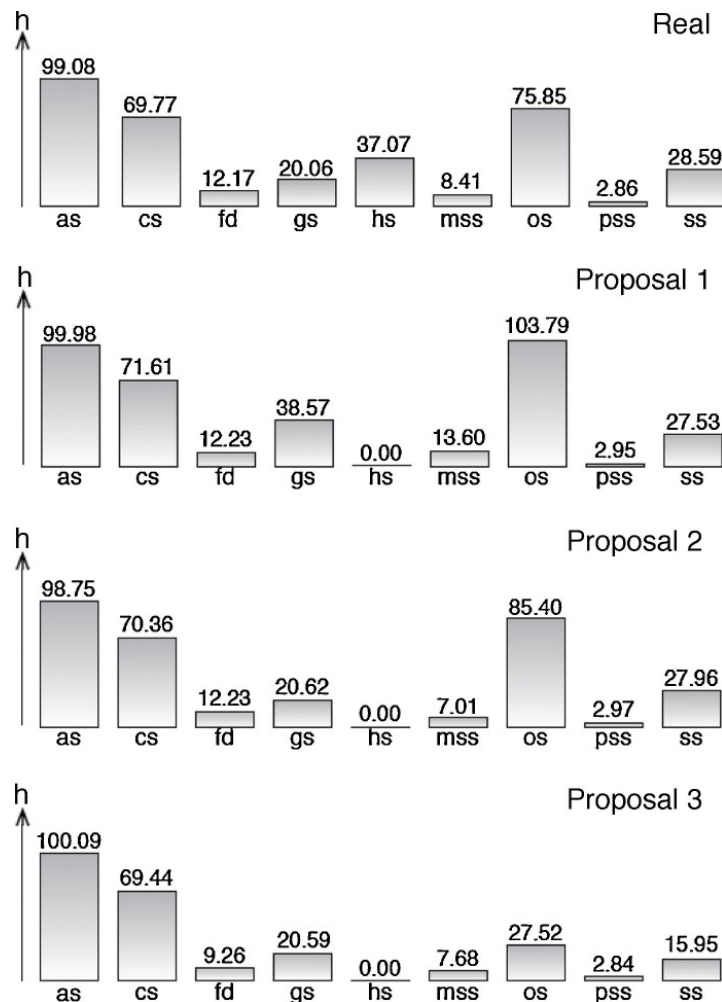 h
Real
99.08 69.77 12.17 20.06 37.07 8.41 75.85 2.86 28.59
as cs fd gs hs mss os pss ss
h
Proposal 1
99.98 71.61 12.23 38.57 0.00 13.60 103.79 2.95 27.53
as cs fd gs hs mss os pss ss
h
Proposal 2
98.75 70.36 12.23 20.62 0.00 7.01 85.40 2.97 27.96
as cs fd gs hs mss os pss ss
h
Proposal 3
100.09 69.44 9.26 20.59 0.00 7.68 27.52 2.84 15.95
as cs fd gs hs mss os pss ss